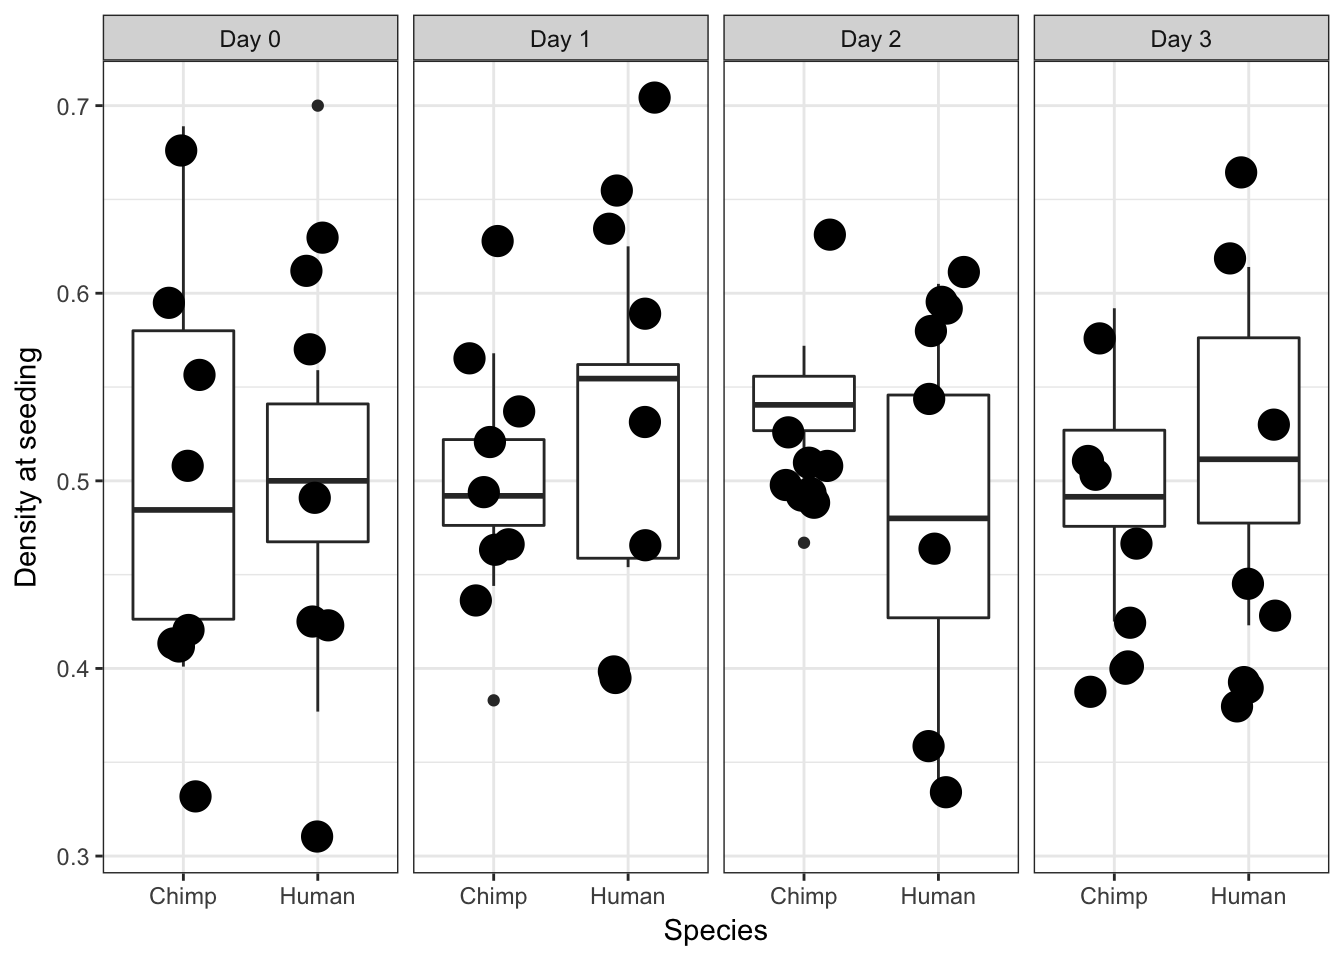 Day 0 Day 1 Day 2 Day 3
0.7
0.6
0.5
0.4
0.3
Density at seeding
Chimp Human Chimp Human Chimp Human Chimp Human
Species